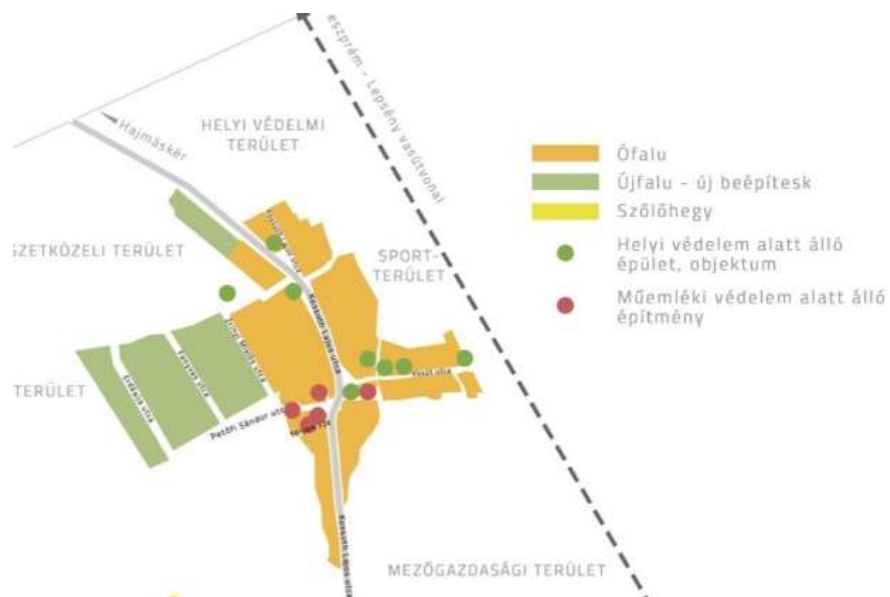 eszprém - Lepsény vasútvonal
Hajmáskér
HELYI VÉDELMI
TERÜLET
SZETKÖZELI TERÜLET
SPORT-
TERÜLET
TERÜLET
Kossuth Lajos utca
Petőfi Sándor utc
Kossuth Lajos utca
MEZŐGAZDASÁGI TERÜLET
Ófalu
Újfalu - új beépítesk
Szőlőhegy
Helyi védelem alatt álló
épület, objektum
Műemléki védelem alatt álló
építmény